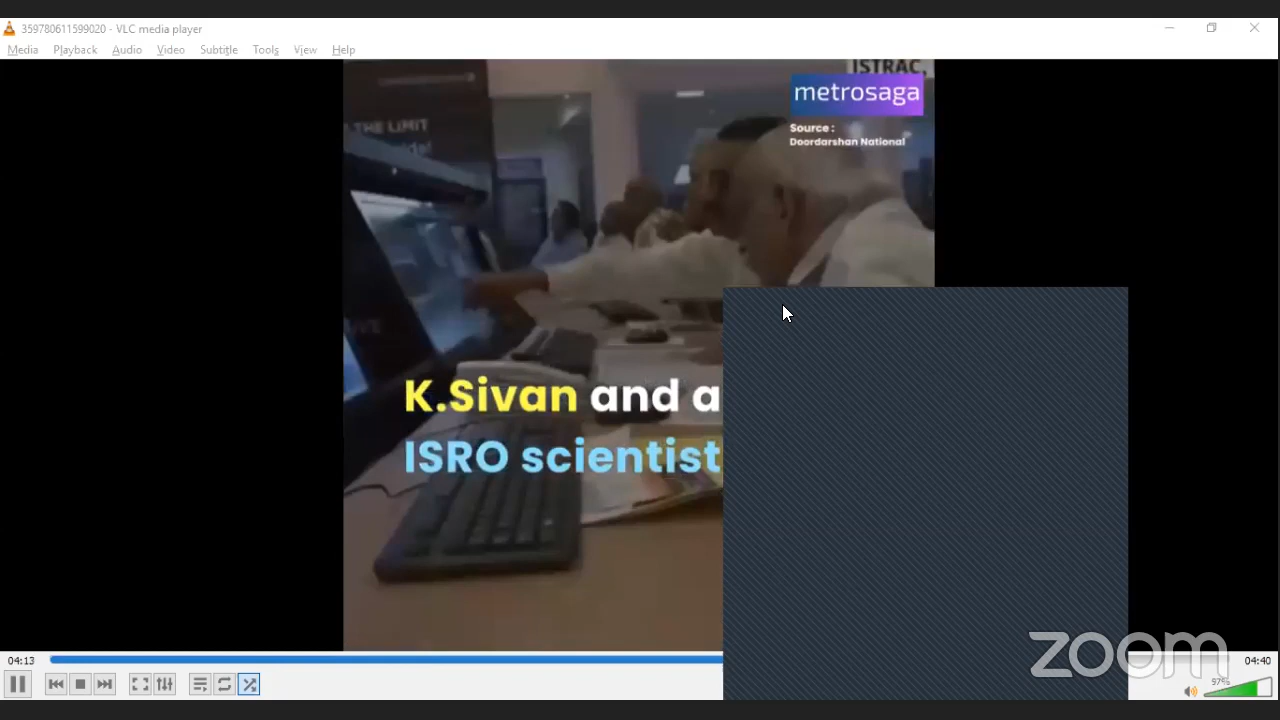 359780611599020 - VLC media player
Media Playback Audio Video Subtitle Tools View Help
ISTRAC,
metrosaga
Source :
Doordarshan National
THE LIMIT
K.Sivan and a
ISRO scientist
zoom
04:13
04:40
97%